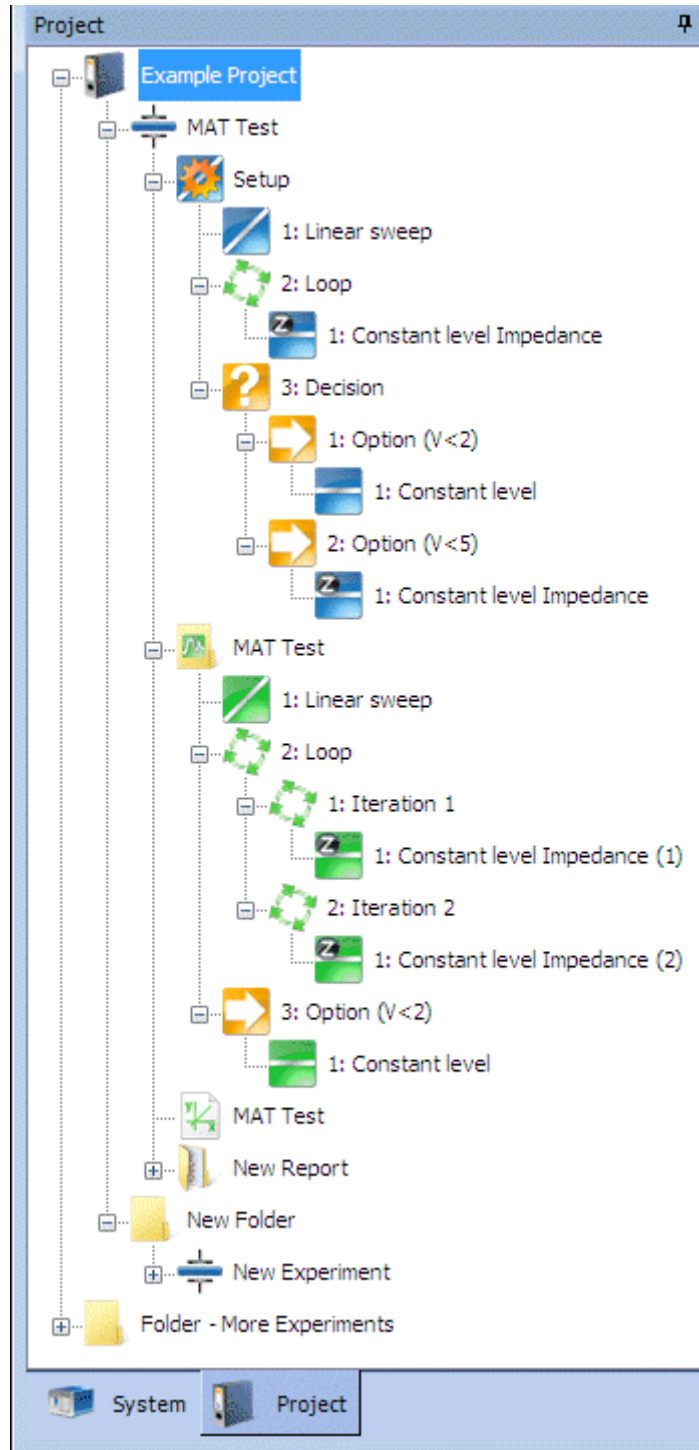 Project
Example Project
MAT Test
Setup
1: Linear sweep
2: Loop
1: Constant level Impedance
3: Decision
1: Option (V<2)
1: Constant level
2: Option (V<5)
1: Constant level Impedance
MAT Test
1: Linear sweep
2: Loop
1: Iteration 1
1: Constant level Impedance (1)
2: Iteration 2
1: Constant level Impedance (2)
3: Option (V<2)
1: Constant level
MAT Test
New Report
New Folder
New Experiment
Folder - More Experiments
System Project